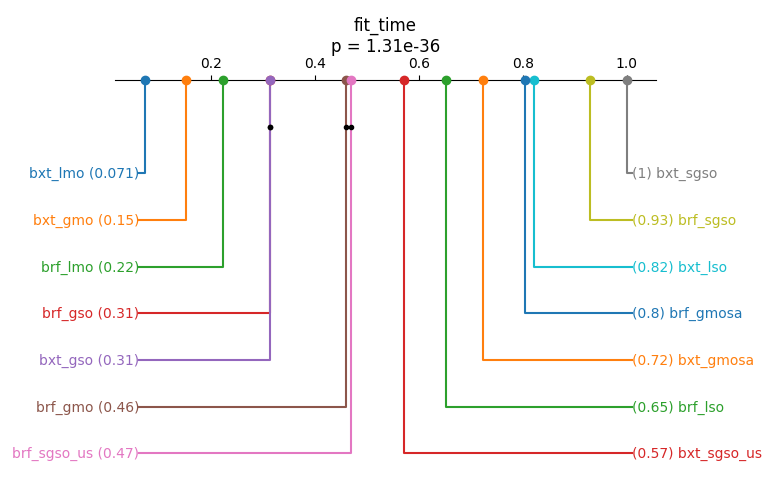 fit_time
p = 1.31e-36
0.2 0.4 0.6 0.8 1.0
bxt_lmo (0.071) (1) bxt_sgso
bxt_gmo (0.15) (0.93) brf_sgso
brf_lmo (0.22) (0.82) bxt_lso
brf_gso (0.31) (0.8) brf_gmosa
bxt_gso (0.31) (0.72) bxt_gmosa
brf_gmo (0.46) (0.65) brf_lso
brf_sgso_us (0.47) (0.57) bxt_sgso_us